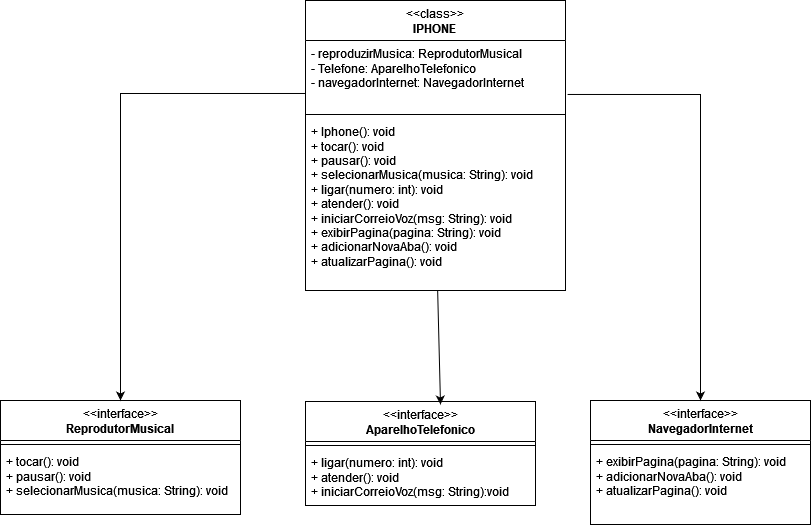 <<class>>
IPHONE
- reproduzirMusica: ReprodutorMusical
- Telefone: AparelhoTelefonico
- navegadorInternet: NavegadorInternet
+ Iphone(): void
+ tocar(): void
+ pausar(): void
+ selecionarMusica(musica: String): void
+ ligar(numero: int): void
+ atender(): void
+ iniciarCorreioVoz(msg: String): void
+ exibirPagina(pagina: String): void
+ adicionarNovaAba(): void
+ atualizarPagina(): void
<<interface>>
ReprodutorMusical
+ tocar(): void
+ pausar(): void
+ selecionarMusica(musica: String): void
<<interface>>
AparelhoTelefonico
+ ligar(numero: int): void
+ atender(): void
+ iniciarCorreioVoz(msg: String):void
<<interface>>
NavegadorInternet
+ exibirPagina(pagina: String): void
+ adicionarNovaAba(): void
+ atualizarPagina(): void